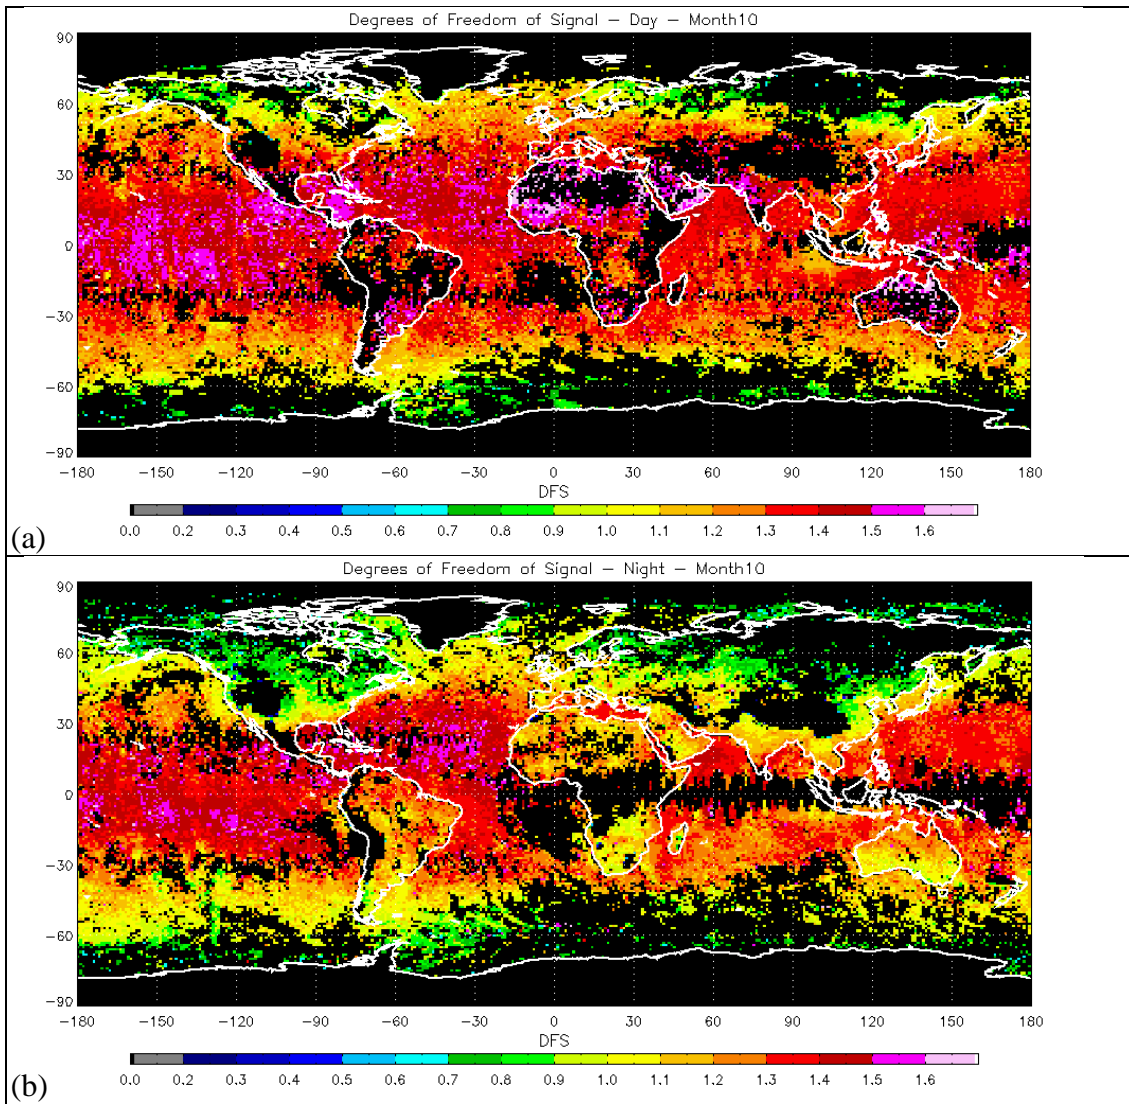 Degrees of Freedom of Signal – Day – Month10
90
60
30
0
−30
−60
−90
−180 −150 −120 −90 −60 −30 0 30 60 90 120 150 180
DFS
0.0 0.2 0.3 0.4 0.5 0.6 0.7 0.8 0.9 1.0 1.1 1.2 1.3 1.4 1.5 1.6
(a)
Degrees of Freedom of Signal – Night – Month10
90
60
30
0
−30
−60
−90
−180 −150 −120 −90 −60 −30 0 30 60 90 120 150 180
DFS
0.0 0.2 0.3 0.4 0.5 0.6 0.7 0.8 0.9 1.0 1.1 1.2 1.3 1.4 1.5 1.6
(b)